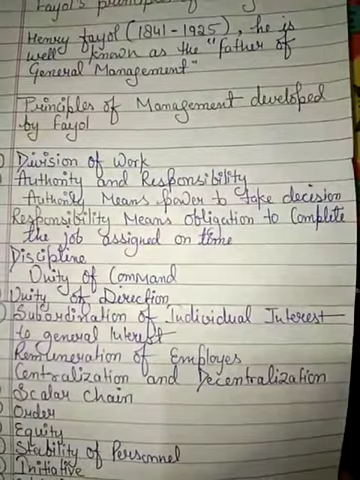 Fayol's principles of
Henry Fayol (1841-1925), he is
well known as the "father of
General Management"
Principles of Management developed
by Fayol
Division of Work
Authority and Responsibility
Authority Means power to take decision
Responsibility Means obligation to Complete
the job assigned on time
Discipline
Unity of Command
Unity of Direction
Subordination of Individual Interest
to general Interest
Remuneration of Employes
Centralization and Decentralization
Scalar Chain
Order
Equity
Stability of Personnel
Initiative